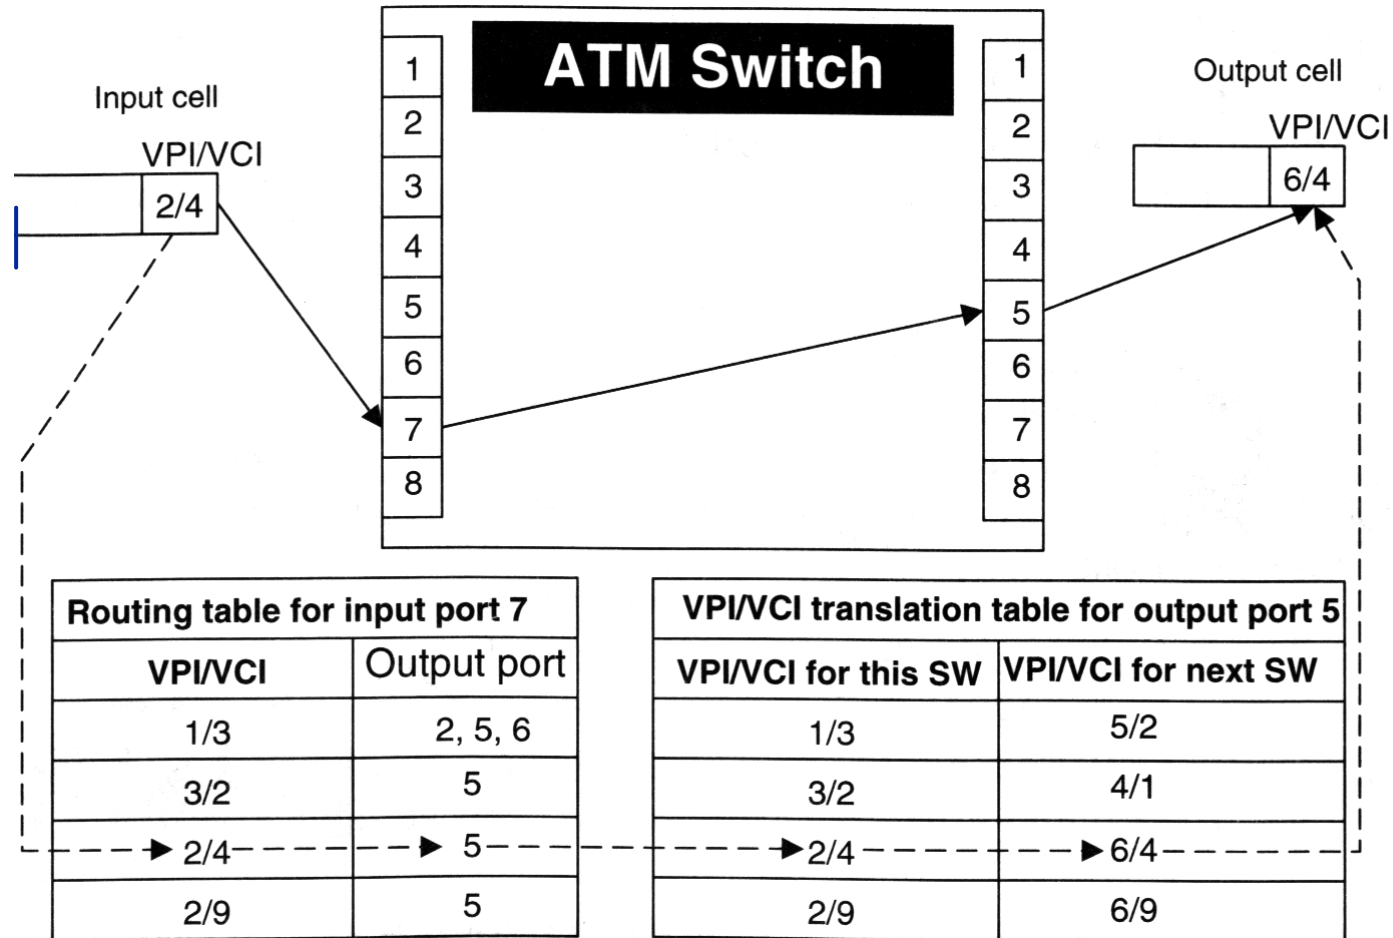 ATM Switch
Input cell
VPI/VCI
2/4
1
2
3
4
5
6
7
8
1
2
3
4
5
6
7
8
Output cell
VPI/VCI
6/4
Routing table for input port 7
VPI/VCI Output port
1/3 2, 5, 6
3/2 5
2/4 5
2/9 5
VPI/VCI translation table for output port 5
VPI/VCI for this SW VPI/VCI for next SW
1/3 5/2
3/2 4/1
2/4 6/4
2/9 6/9